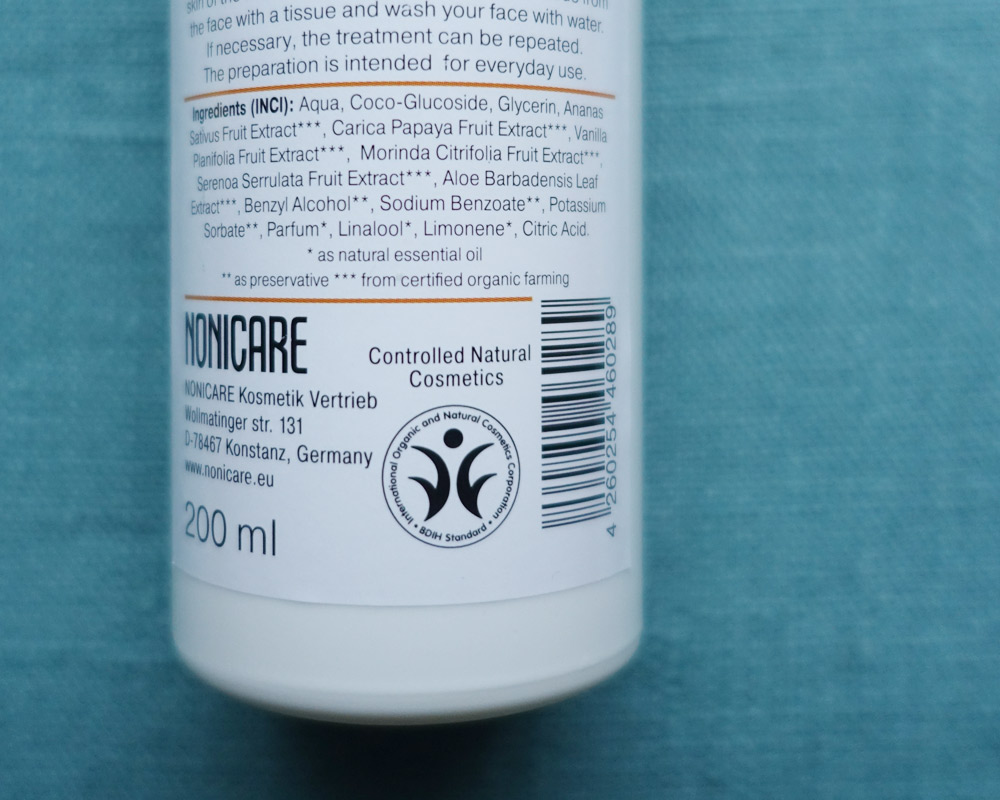 skin of the from
the face with a tissue and wash your face with water.
If necessary, the treatment can be repeated.
The preparation is intended for everyday use.
Ingredients (INCI): Aqua, Coco-Glucoside, Glycerin, Ananas
Sativus Fruit Extract***, Carica Papaya Fruit Extract***, Vanilla
Planifolia Fruit Extract***, Morinda Citrifolia Fruit Extract***,
Serenoa Serrulata Fruit Extract***, Aloe Barbadensis Leaf
Extract***, Benzyl Alcohol**, Sodium Benzoate**, Potassium
Sorbate**, Parfum*, Linalool*, Limonene*, Citric Acid.
* as natural essential oil
** as preservative *** from certified organic farming
NONICARE
NONICARE Kosmetik Vertrieb
Wollmatinger str. 131
D-78467 Konstanz, Germany
www.nonicare.eu
200 ml
Controlled Natural
Cosmetics
International Organic and Natural Cosmetics Corporation
• BDIH Standard •
4 260254 460289